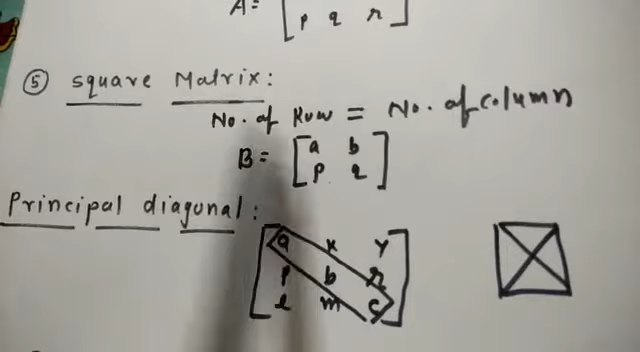 A =
p q r
⑤ Square Matrix:
No. of Row = No. of column
B = [ a b
p q ]
Principal diagonal:
[ a x y
p b r
l m c ]